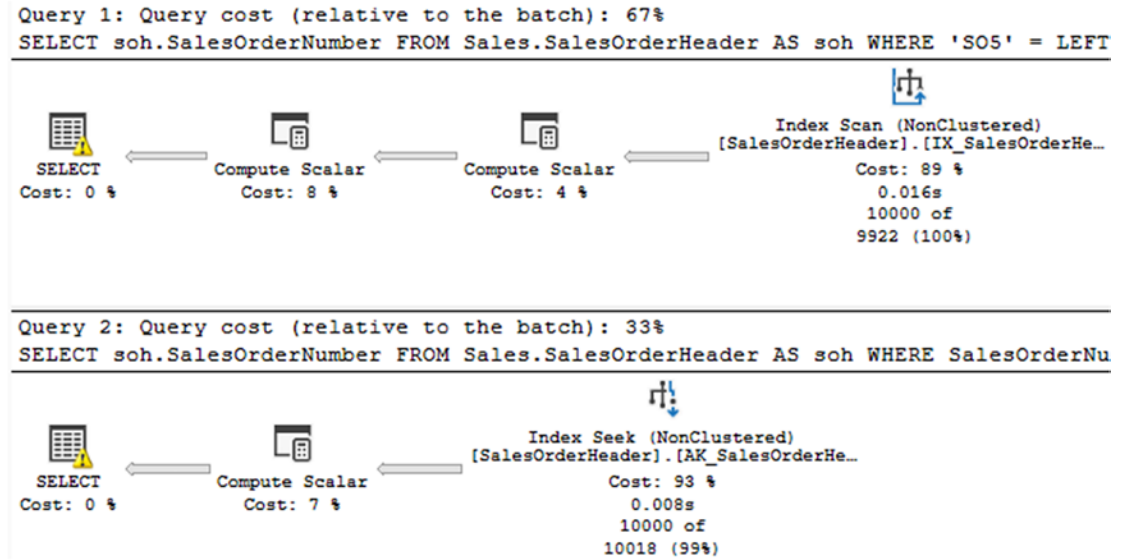 Query 1: Query cost (relative to the batch): 67%
SELECT soh.SalesOrderNumber FROM Sales.SalesOrderHeader AS soh WHERE 'SO5' = LEFT
Index Scan (NonClustered)
[SalesOrderHeader].[IX_SalesOrderHe…
SELECT Compute Scalar Compute Scalar Cost: 89 %
Cost: 0 % Cost: 8 % Cost: 4 % 0.016s
10000 of
9922 (100%)
Query 2: Query cost (relative to the batch): 33%
SELECT soh.SalesOrderNumber FROM Sales.SalesOrderHeader AS soh WHERE SalesOrderNu
Index Seek (NonClustered)
[SalesOrderHeader].[AK_SalesOrderHe…
SELECT Compute Scalar Cost: 93 %
Cost: 0 % Cost: 7 % 0.008s
10000 of
10018 (99%)